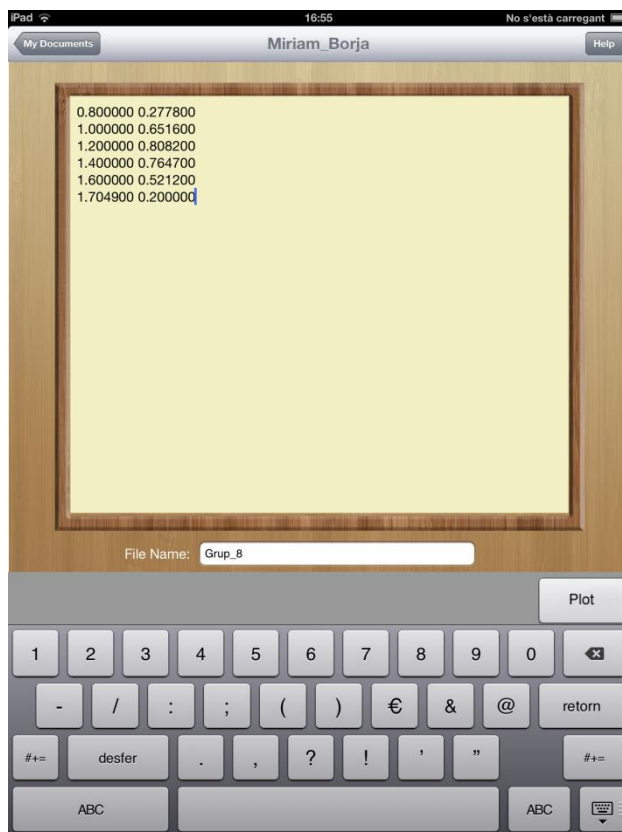 iPad 16:55 No s'està carregant
My Documents Miriam_Borja Help
0.800000 0.277800
1.000000 0.651600
1.200000 0.808200
1.400000 0.764700
1.600000 0.521200
1.704900 0.200000
File Name: Grup_8
Plot
1 2 3 4 5 6 7 8 9 0
- / : ; ( ) € & @ retorn
#+= desfer . , ? ! ’ ” #+=
ABC ABC